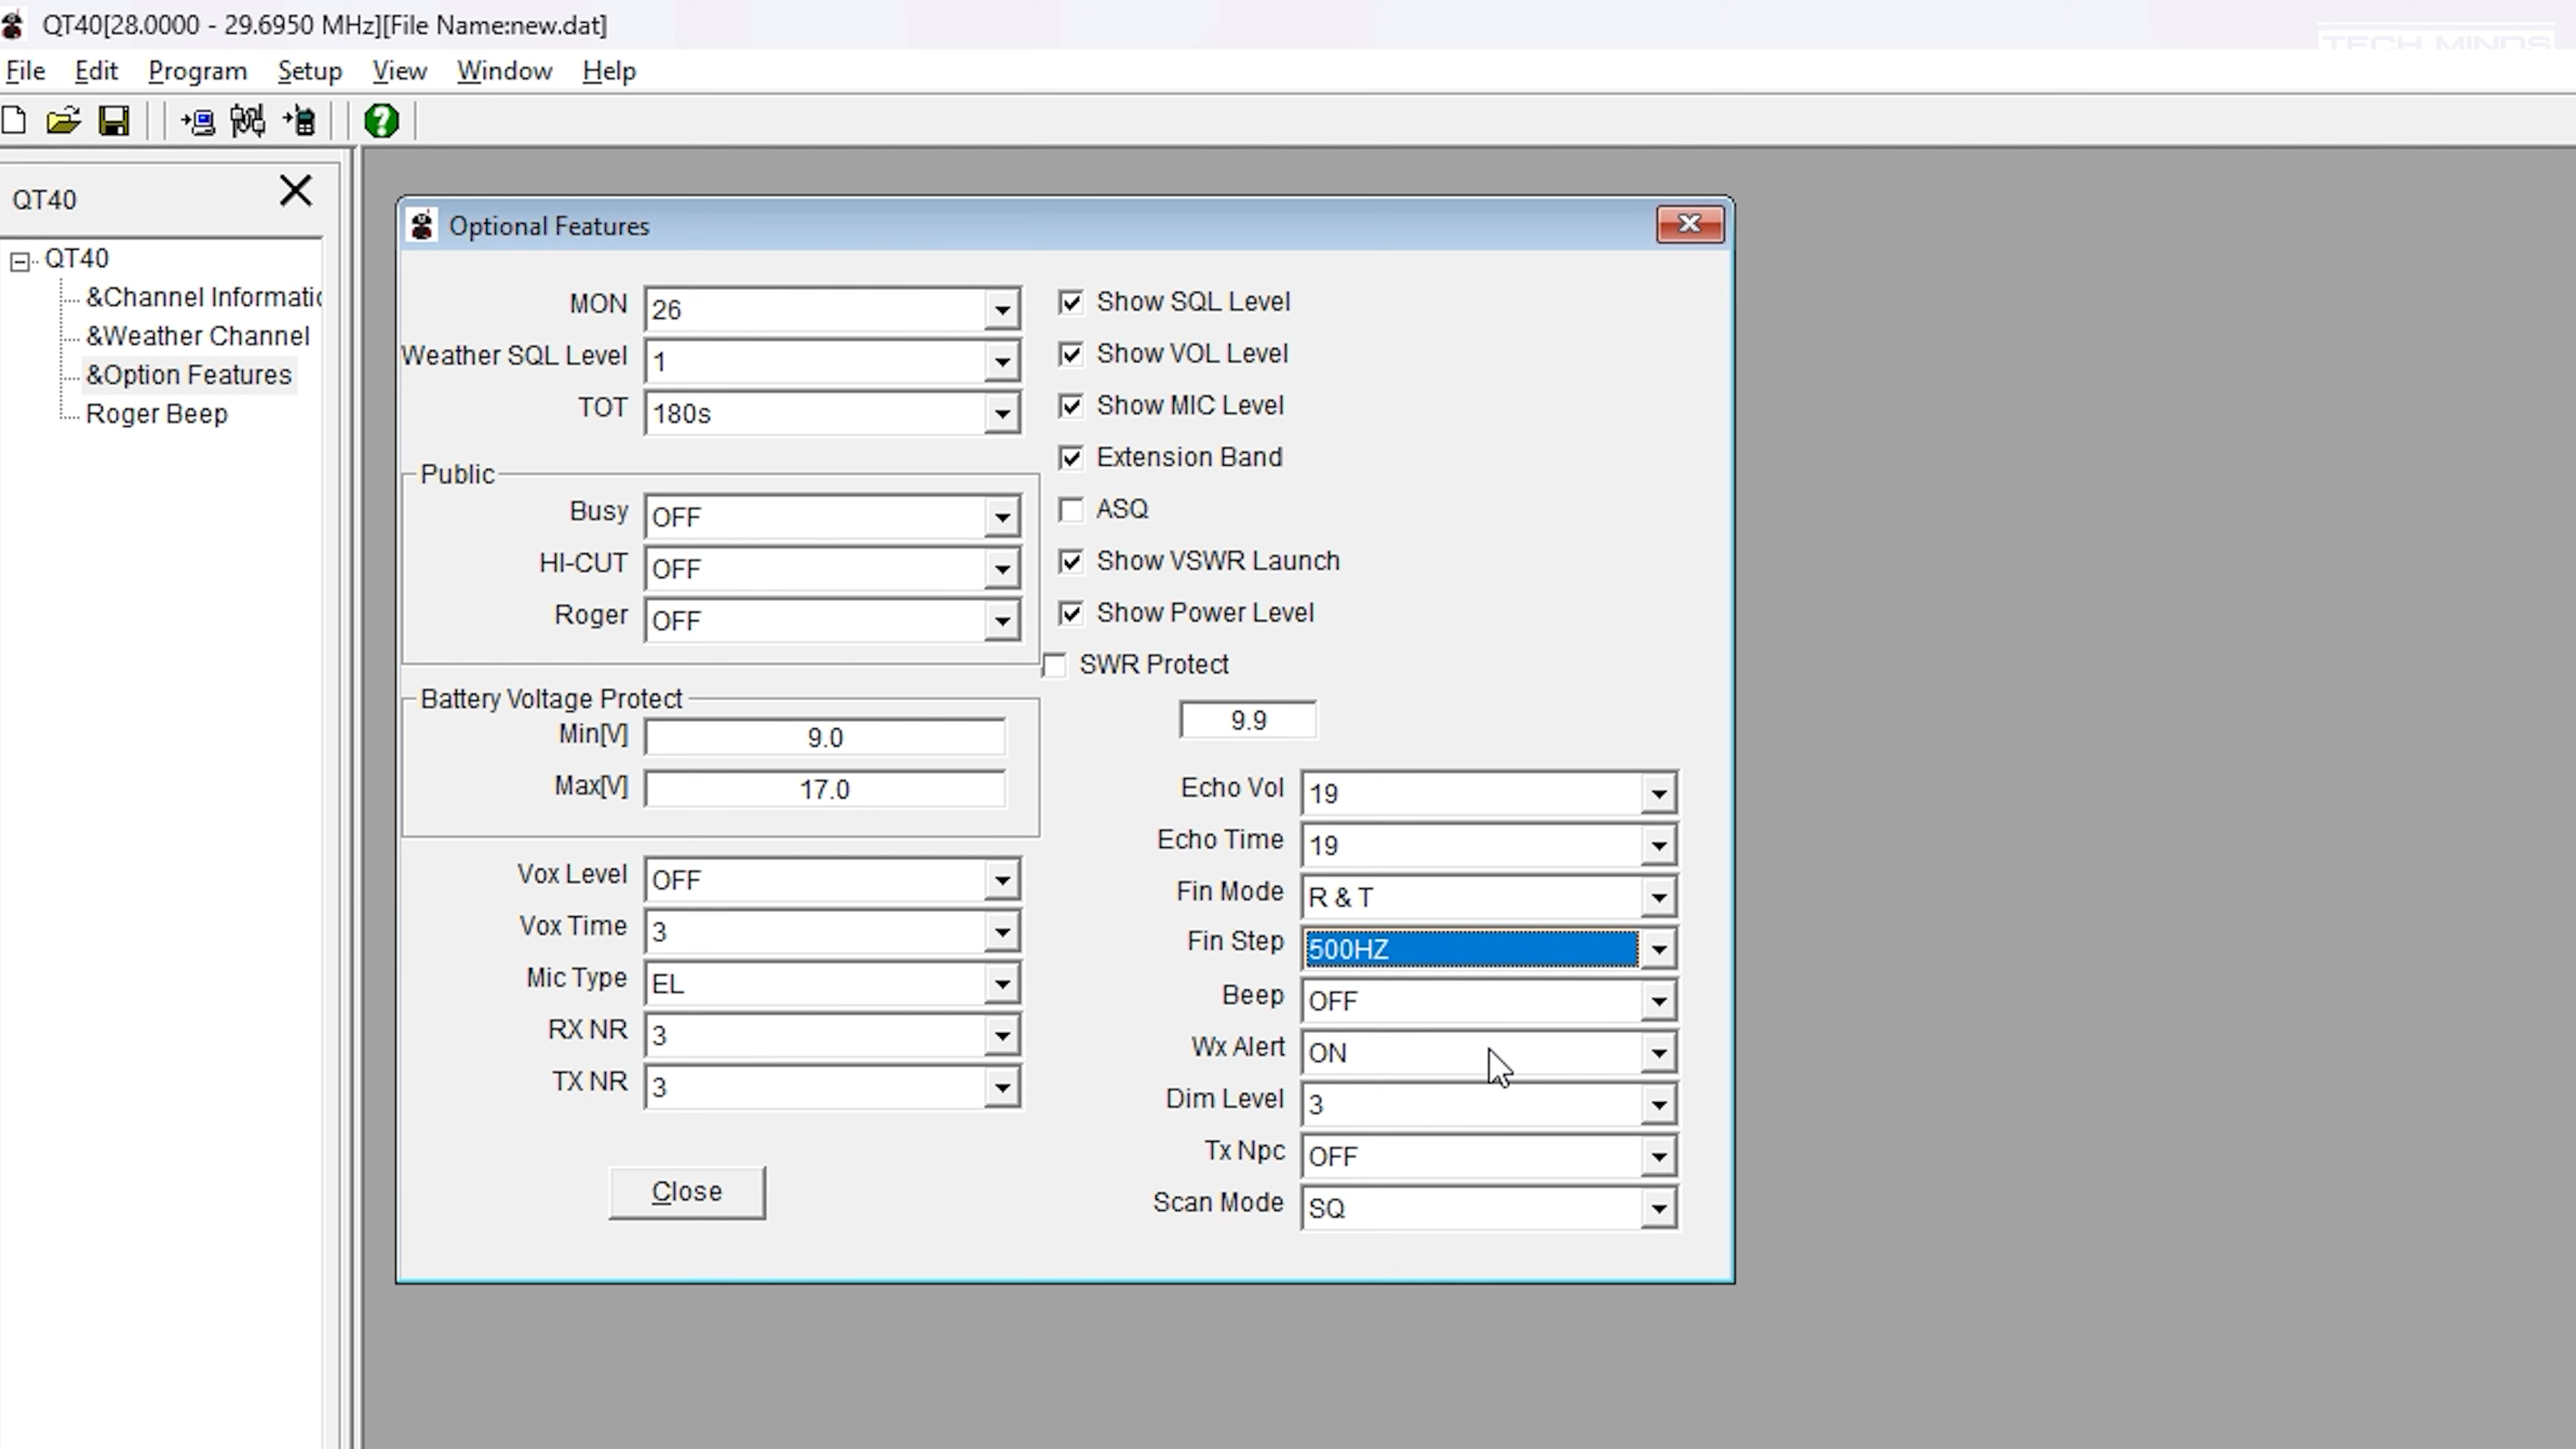 QT40[28.0000 - 29.6950 MHz][File Name:new.dat]
TECH MINDS
File Edit Program Setup View Window Help
QT40
QT40
&Channel Informatic
&Weather Channel
&Option Features
Roger Beep
Optional Features
MON 26
Weather SQL Level 1
TOT 180s
Public
Busy OFF
HI-CUT OFF
Roger OFF
Battery Voltage Protect
Min[V] 9.0
Max[V] 17.0
Vox Level OFF
Vox Time 3
Mic Type EL
RX NR 3
TX NR 3
Close
Show SQL Level
Show VOL Level
Show MIC Level
Extension Band
ASQ
Show VSWR Launch
Show Power Level
SWR Protect
9.9
Echo Vol 19
Echo Time 19
Fin Mode R & T
Fin Step 500HZ
Beep OFF
Wx Alert ON
Dim Level 3
Tx Npc OFF
Scan Mode SQ